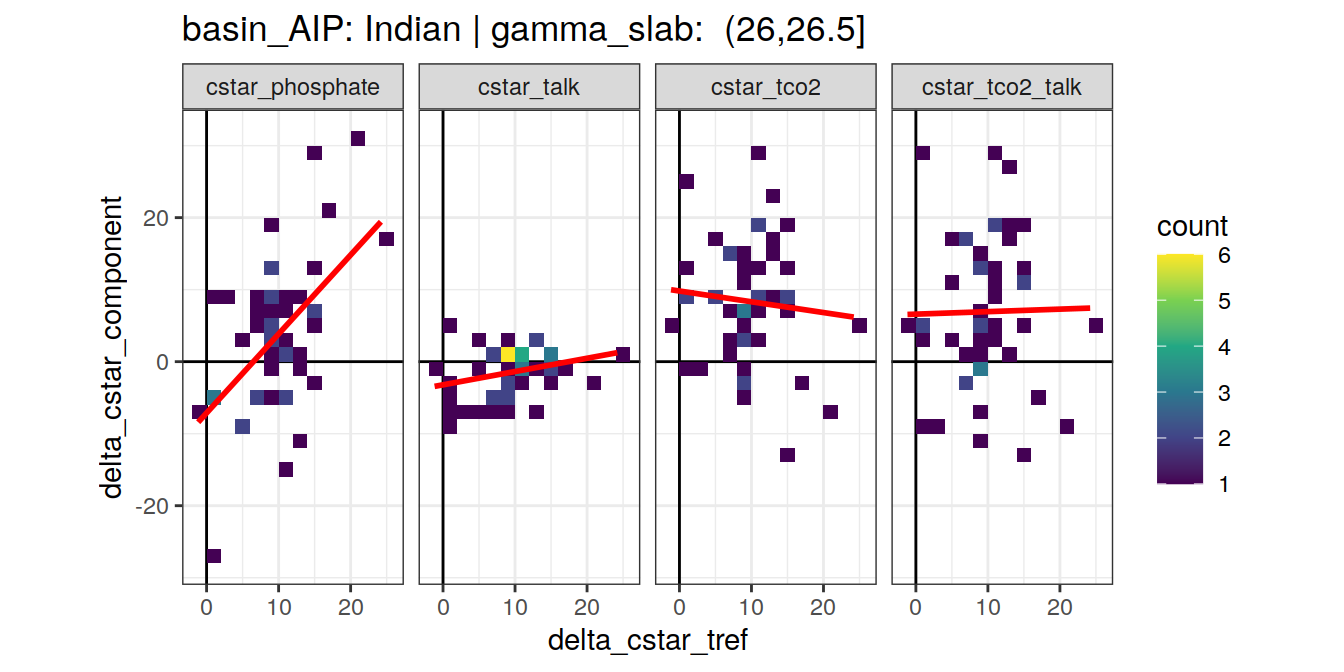 basin_AIP: Indian | gamma_slab:  (26,26.5]
cstar_phosphate
cstar_talk
cstar_tco2
cstar_tco2_talk
delta_cstar_component
20
0
-20
0 10 20
0 10 20
0 10 20
0 10 20
delta_cstar_tref
count
6
5
4
3
2
1